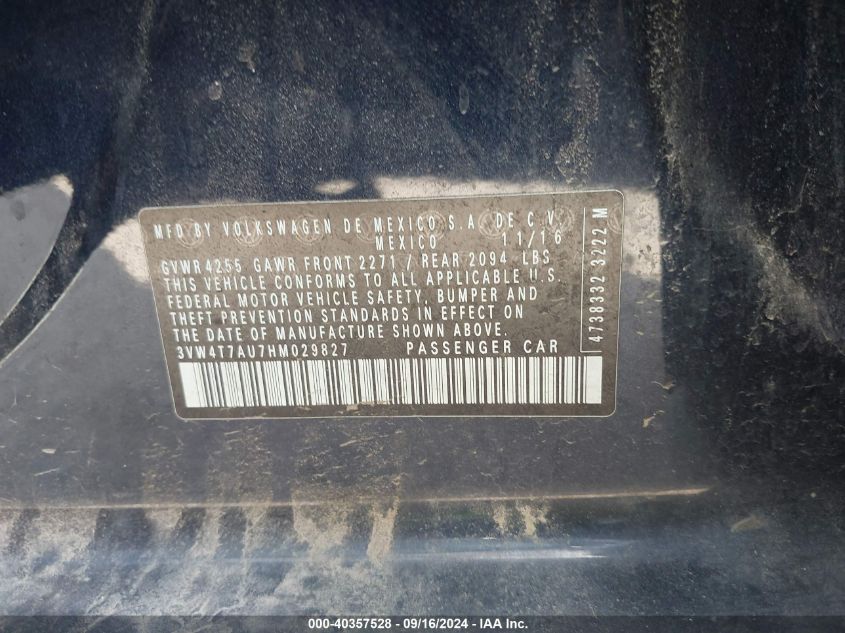 MFD BY VOLKSWAGEN DE MEXICO S.A. DE C.V.
MEXICO 11/16
GVWR 4255 GAWR FRONT 2271 / REAR 2094 LBS
THIS VEHICLE CONFORMS TO ALL APPLICABLE U.S.
FEDERAL MOTOR VEHICLE SAFETY, BUMPER AND
THEFT PREVENTION STANDARDS IN EFFECT ON
THE DATE OF MANUFACTURE SHOWN ABOVE.
3VW4T7AU7HM029827 PASSENGER CAR
4738332 3222 M
000-40357528 - 09/16/2024 - IAA Inc.